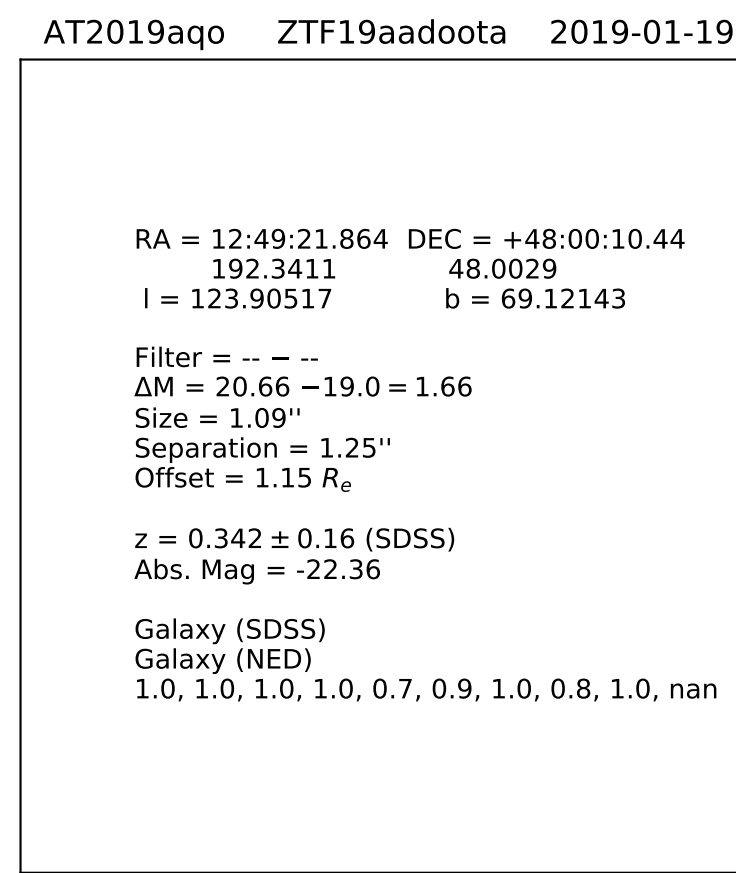 AT2019aqo ZTF19aadoota 2019-01-19
RA = 12:49:21.864 DEC = +48:00:10.44
192.3411 48.0029
l = 123.90517 b = 69.12143
Filter = -- − --
ΔM = 20.66 −19.0 = 1.66
Size = 1.09''
Separation = 1.25''
Offset = 1.15 Rₑ
z = 0.342 ± 0.16 (SDSS)
Abs. Mag = -22.36
Galaxy (SDSS)
Galaxy (NED)
1.0, 1.0, 1.0, 1.0, 0.7, 0.9, 1.0, 0.8, 1.0, nan